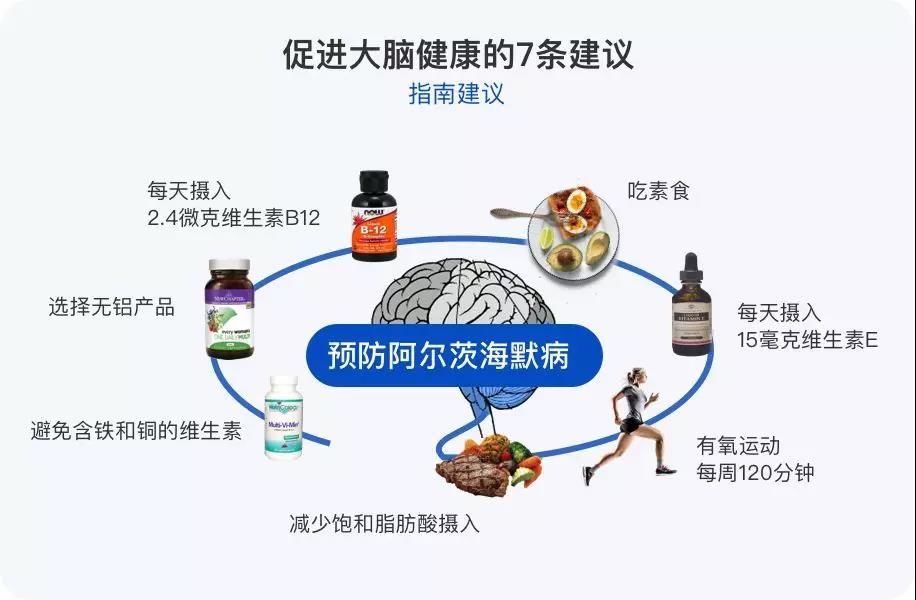 促进大脑健康的7条建议
指南建议
每天摄入
2.4微克维生素B12
now
B-12
吃素食
选择无铝产品
NEW CHAPTER
every woman's
ONE DAILY MULTI
每天摄入
15毫克维生素E
VITAMIN E
预防阿尔茨海默病
避免含铁和铜的维生素
Multi-Vi-Min
有氧运动
每周120分钟
减少饱和脂肪酸摄入